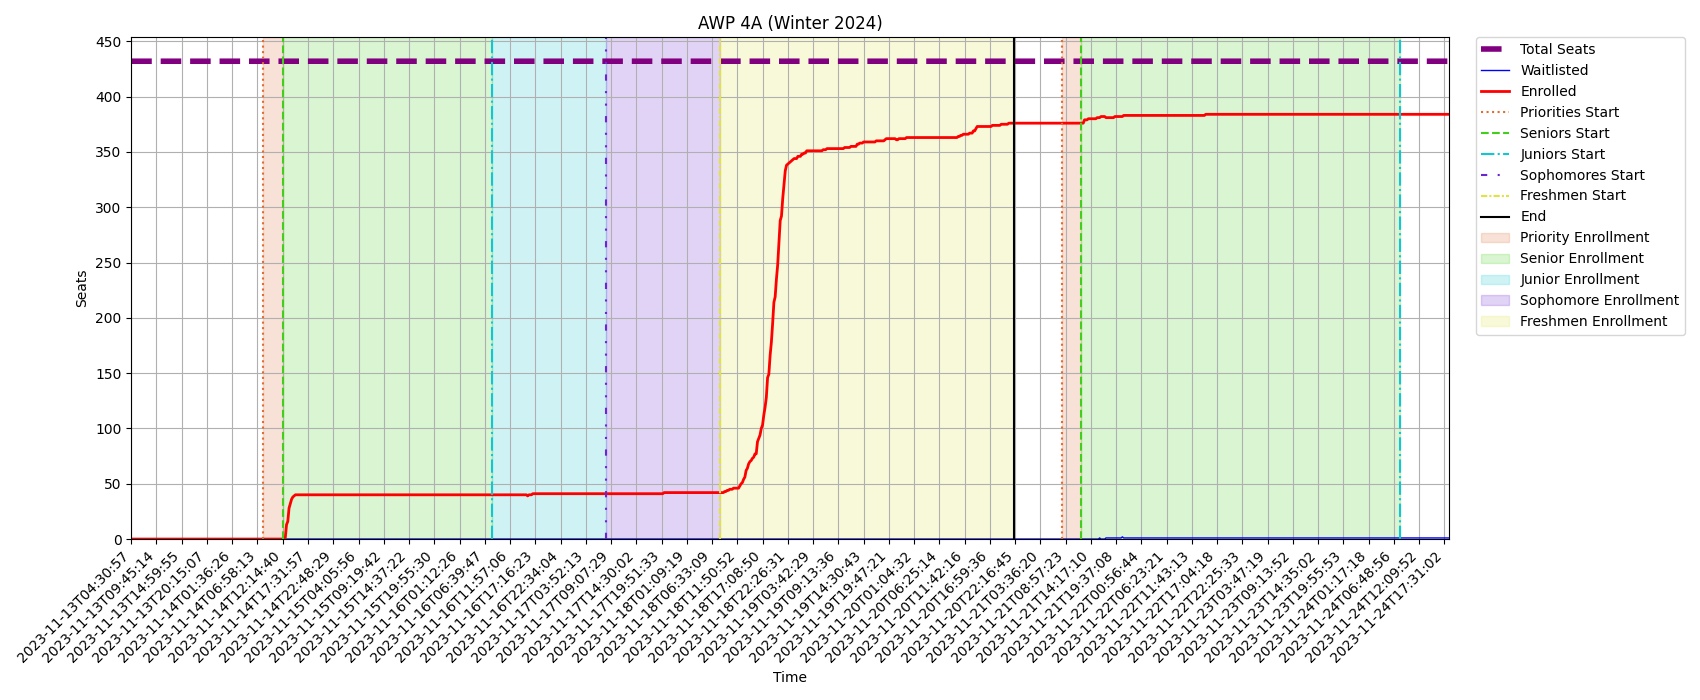 AWP 4A (Winter 2024)
450
400
350
300
250
200
150
100
50
0
Seats
2023-11-13T04:30:57
2023-11-13T09:45:14
2023-11-13T14:59:55
2023-11-13T20:15:07
2023-11-14T01:36:26
2023-11-14T06:58:13
2023-11-14T12:14:40
2023-11-14T17:31:57
2023-11-14T22:48:29
2023-11-15T04:05:56
2023-11-15T09:19:42
2023-11-15T14:37:22
2023-11-15T19:55:30
2023-11-16T01:12:26
2023-11-16T06:39:47
2023-11-16T11:57:06
2023-11-16T17:16:23
2023-11-16T22:34:04
2023-11-17T03:52:13
2023-11-17T09:07:29
2023-11-17T14:30:02
2023-11-17T19:51:33
2023-11-18T01:09:19
2023-11-18T06:33:09
2023-11-18T11:50:52
2023-11-18T17:08:50
2023-11-18T22:26:31
2023-11-19T03:42:29
2023-11-19T09:13:36
2023-11-19T14:30:43
2023-11-19T19:47:21
2023-11-20T01:04:32
2023-11-20T06:25:14
2023-11-20T11:42:16
2023-11-20T16:59:36
2023-11-20T22:16:45
2023-11-21T03:36:20
2023-11-21T08:57:23
2023-11-21T14:17:10
2023-11-21T19:37:08
2023-11-22T00:56:44
2023-11-22T06:23:21
2023-11-22T11:43:13
2023-11-22T17:04:18
2023-11-22T22:25:33
2023-11-23T03:47:19
2023-11-23T09:13:52
2023-11-23T14:35:02
2023-11-23T19:55:53
2023-11-24T01:17:18
2023-11-24T06:48:56
2023-11-24T12:09:52
2023-11-24T17:31:02
Time
Total Seats
Waitlisted
Enrolled
Priorities Start
Seniors Start
Juniors Start
Sophomores Start
Freshmen Start
End
Priority Enrollment
Senior Enrollment
Junior Enrollment
Sophomore Enrollment
Freshmen Enrollment